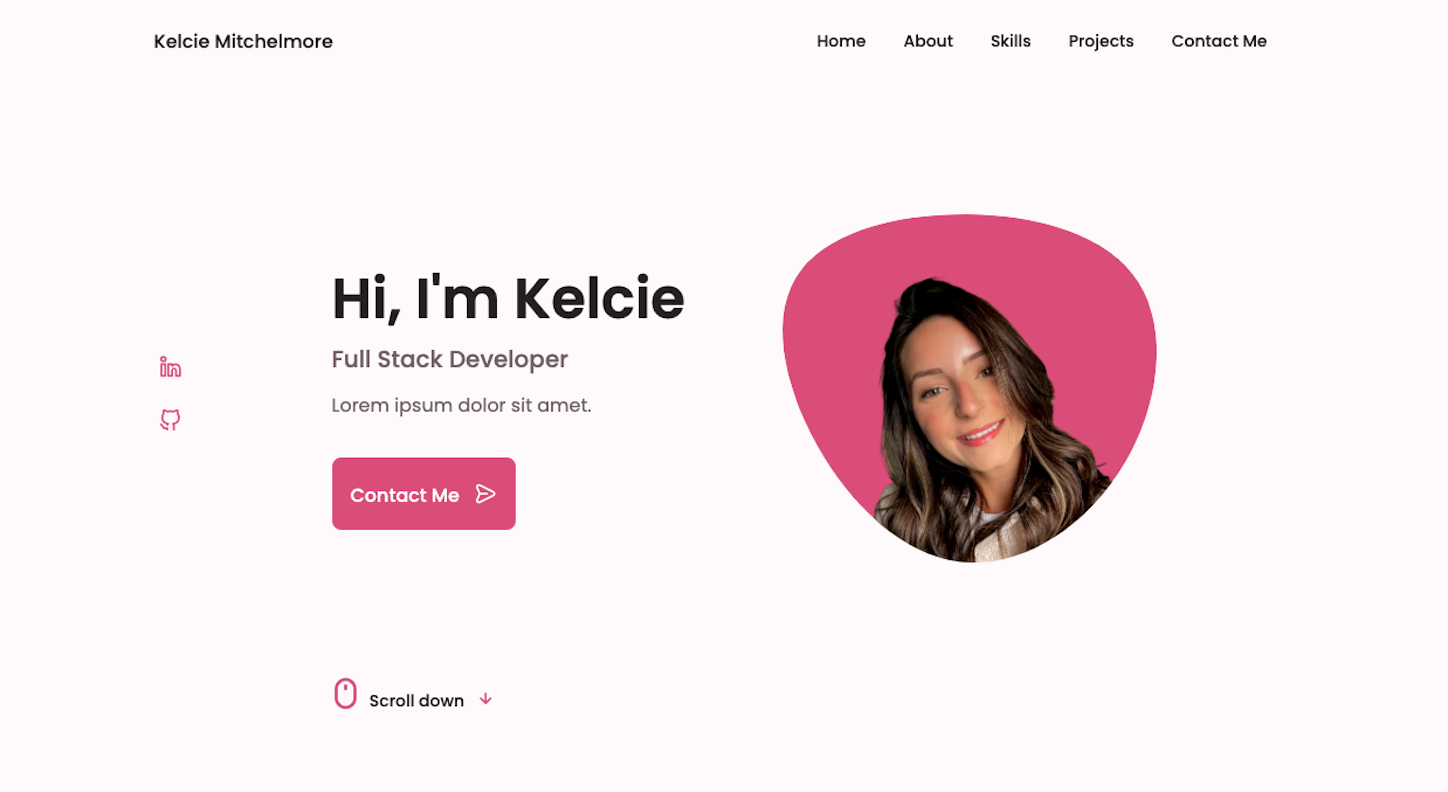 Kelcie Mitchelmore
Home About Skills Projects Contact Me
Hi, I'm Kelcie
Full Stack Developer
Lorem ipsum dolor sit amet.
in
Contact Me
Scroll down